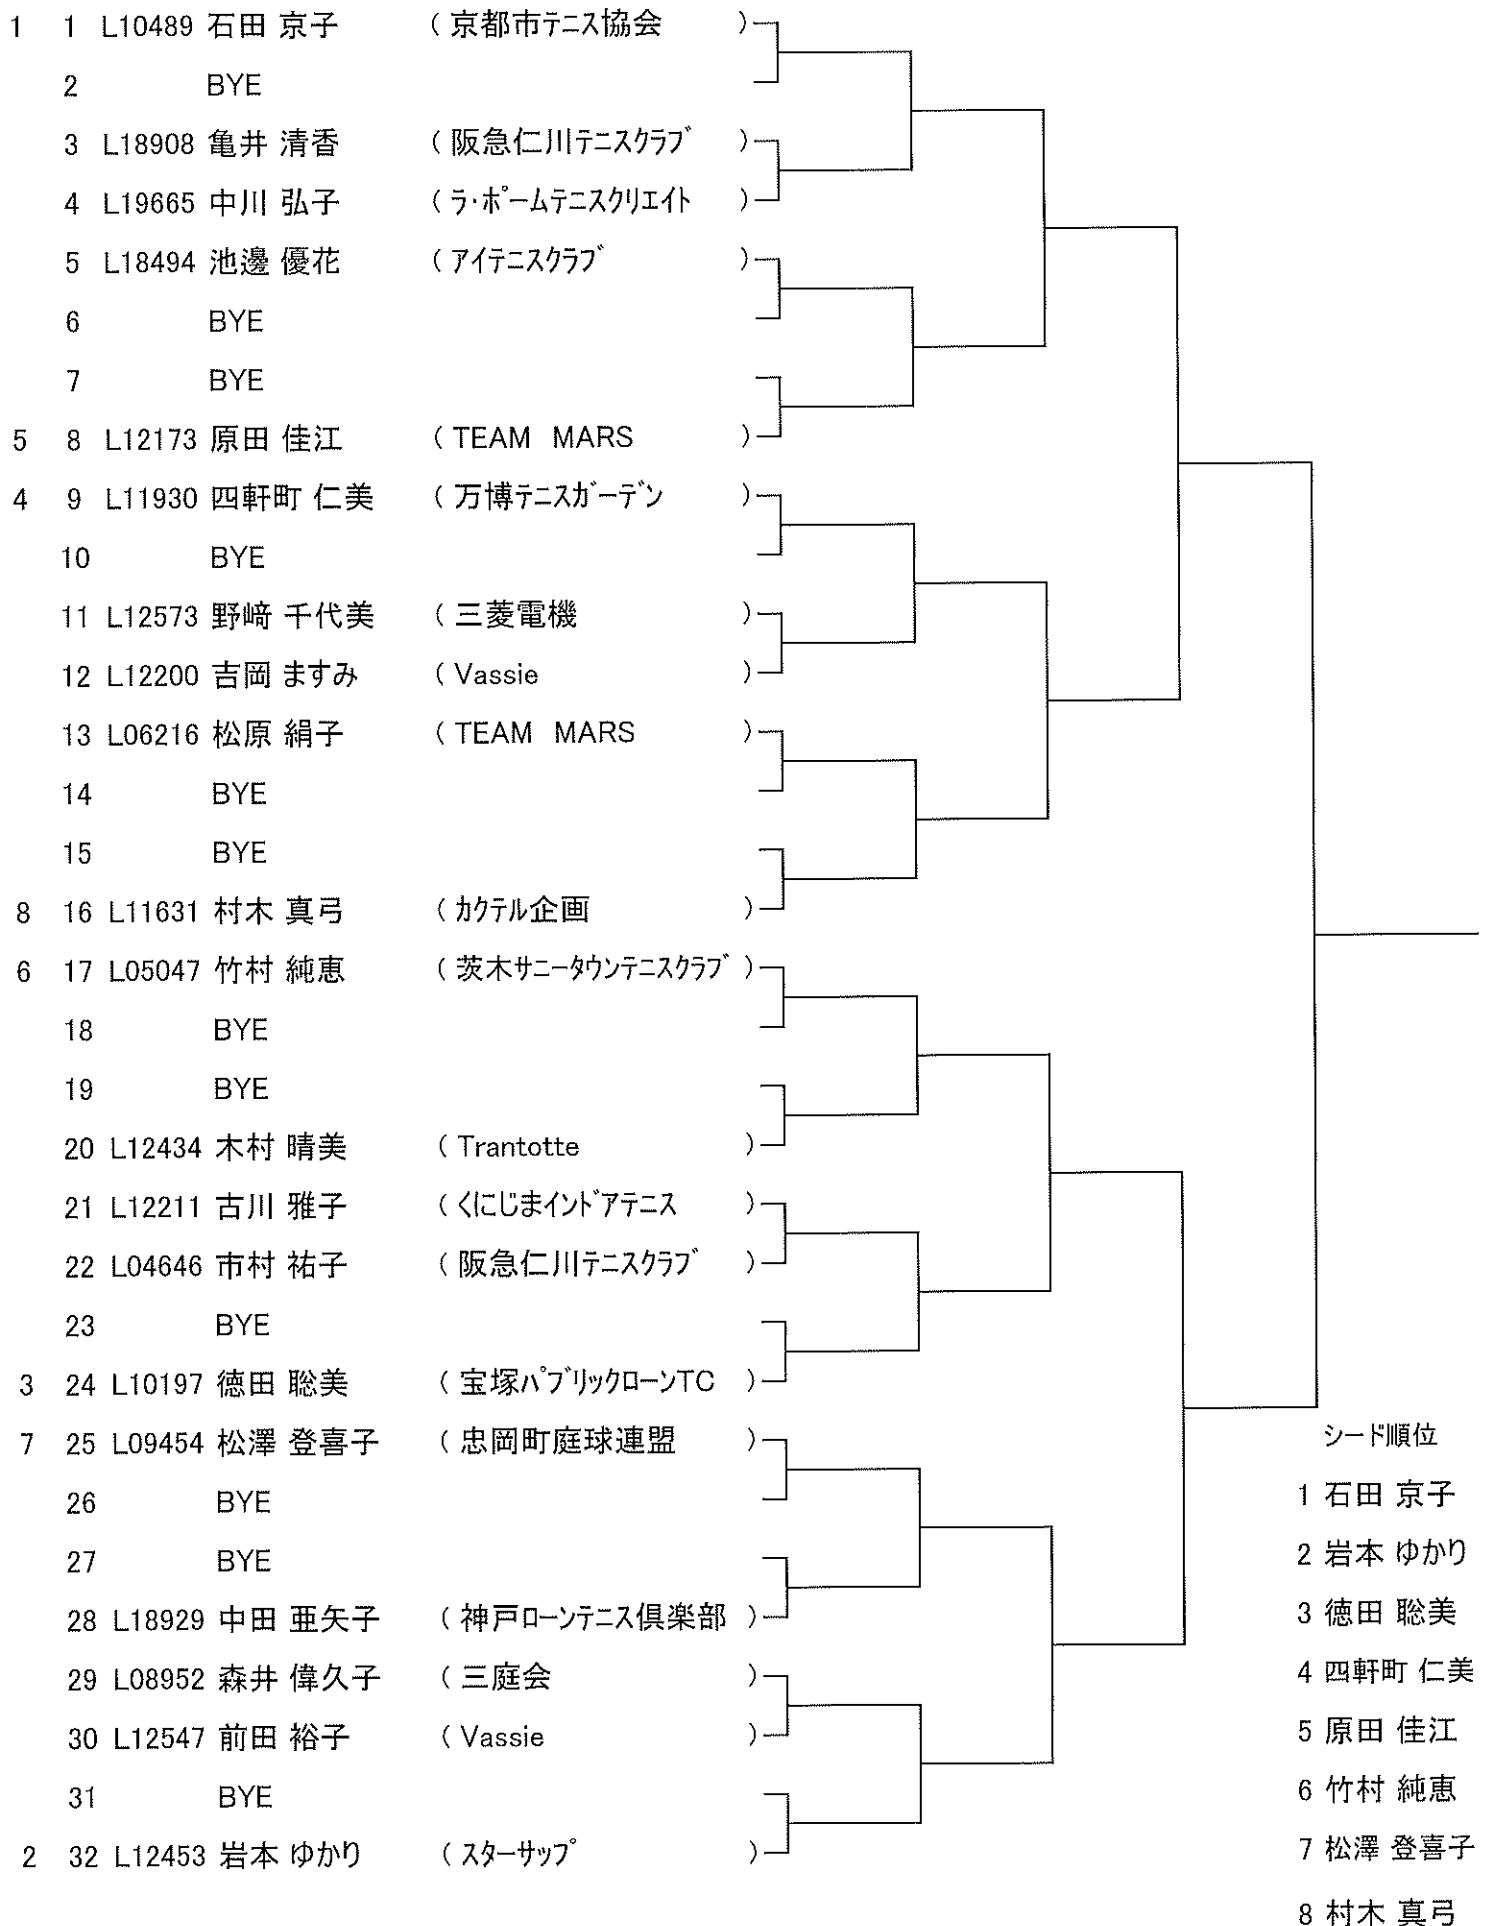 1 1 L10489 石田 京子 ( 京都市テニス協会 )
2 BYE
3 L18908 亀井 清香 ( 阪急仁川テニスクラブ )
4 L19665 中川 弘子 ( ラ・ポームテニスクリエイト )
5 L18494 池邊 優花 ( アイテニスクラブ )
6 BYE
7 BYE
5 8 L12173 原田 佳江 ( TEAM MARS )
4 9 L11930 四軒町 仁美 ( 万博テニスガーデン )
10 BYE
11 L12573 野﨑 千代美 ( 三菱電機 )
12 L12200 吉岡 ますみ ( Vassie )
13 L06216 松原 絹子 ( TEAM MARS )
14 BYE
15 BYE
8 16 L11631 村木 真弓 ( カクテル企画 )
6 17 L05047 竹村 純恵 ( 茨木サニータウンテニスクラブ )
18 BYE
19 BYE
20 L12434 木村 晴美 ( Trantotte )
21 L12211 古川 雅子 ( くにじまインドアテニス )
22 L04646 市村 祐子 ( 阪急仁川テニスクラブ )
23 BYE
3 24 L10197 徳田 聡美 ( 宝塚パブリックローンTC )
7 25 L09454 松澤 登喜子 ( 忠岡町庭球連盟 )
26 BYE
27 BYE
28 L18929 中田 亜矢子 ( 神戸ローンテニス倶楽部 )
29 L08952 森井 偉久子 ( 三庭会 )
30 L12547 前田 裕子 ( Vassie )
31 BYE
2 32 L12453 岩本 ゆかり ( スターサップ )
シード順位
1 石田 京子
2 岩本 ゆかり
3 徳田 聡美
4 四軒町 仁美
5 原田 佳江
6 竹村 純恵
7 松澤 登喜子
8 村木 真弓